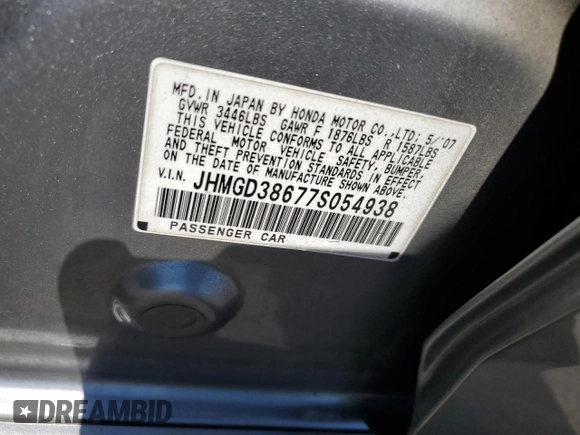 MFD. IN JAPAN BY HONDA MOTOR CO., LTD: 5/'07
GVWR 3446LBS GAWR F 1876LBS R 1587LBS
THIS VEHICLE CONFORMS TO ALL APPLICABLE
FEDERAL MOTOR VEHICLE SAFETY, BUMPER,
AND THEFT PREVENTION STANDARDS IN EFFECT
ON THE DATE OF MANUFACTURE SHOWN ABOVE.
V.I.N. JHMGD38677S054938
PASSENGER CAR
DREAMBID